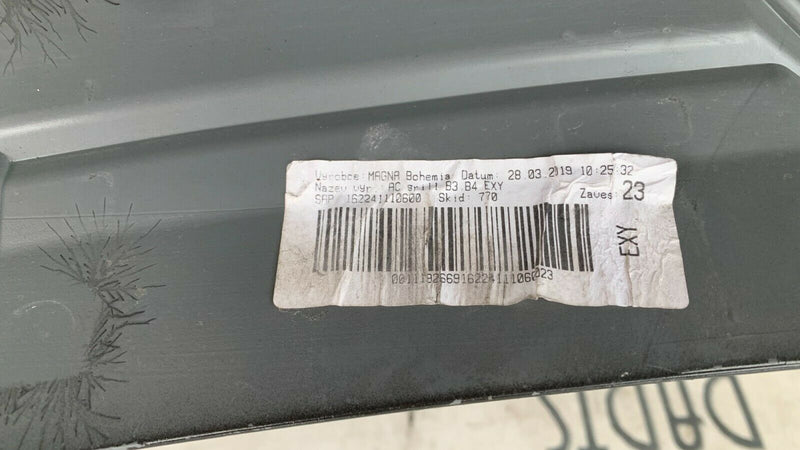 Vyrobce: MAGNA Bohemia Datum: 28.03.2019 10:25:32
Nazev vyr.: AC grill B3 B4 EXY
SAP: 162241110600 Skid: 770 Zaves: 23
EXY